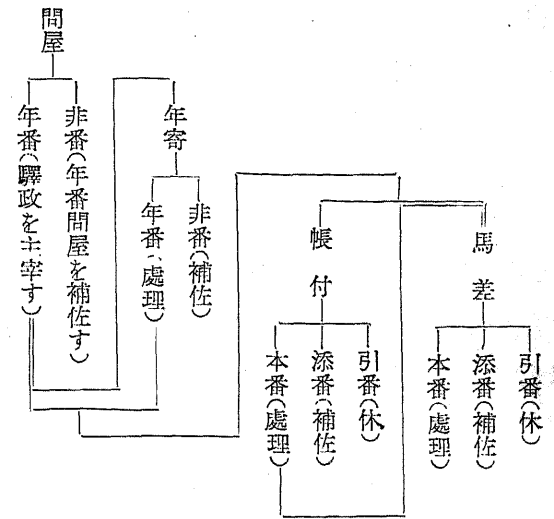 馬差
引番(休)
添番(補佐)
本番(處理)
帳付
引番(休)
添番(補佐)
本番(處理)
年寄
非番(補佐)
年番(處理)
問屋
非番(年番問屋を補佐す)
年番(驛政を主宰す)